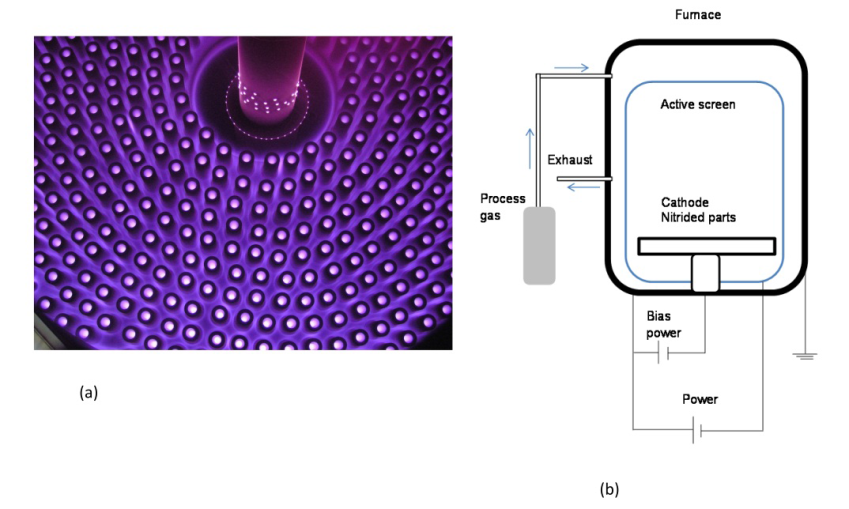 Furnace
Active screen
Exhaust
Process
gas
Cathode
Nitrided parts
Bias
power
Power
(a)
(b)